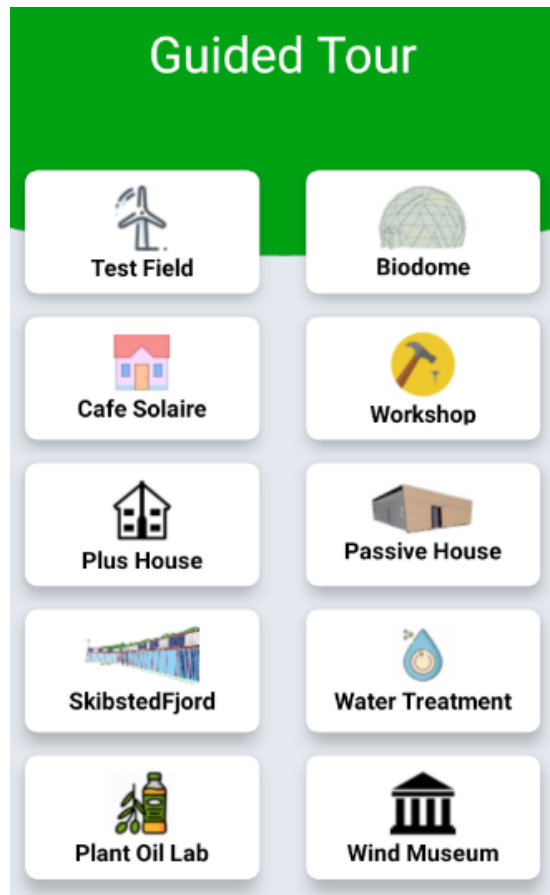 Guided Tour
Test Field
Biodome
Cafe Solaire
Workshop
Plus House
Passive House
SkibstedFjord
Water Treatment
Plant Oil Lab
Wind Museum